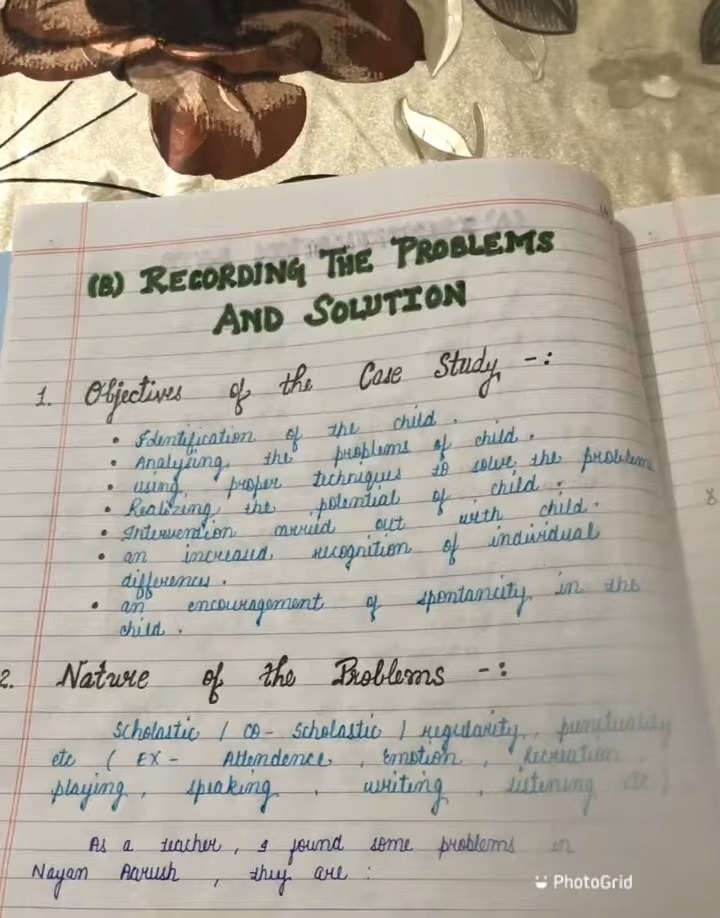 (B) RECORDING THE PROBLEMS
AND SOLUTION
1. Objectives of the Case Study -:
• Identification of the child.
• Analysing the problems of child.
• using proper techniques to solve the problem
• Realizing the potential of child.
• Intervention carried out with child.
• an increased recognition of individual
differences.
• an encouragement of spontancity in the
child.
2. Nature of the Problems -:
Scholastic / co-scholastic / regularity, punctuality
etc ( EX - Attendence, Emotion, Recreation,
playing, speaking, writing, listening etc )
As a teacher, I found some problems in
Nayan Aarush, they are :
PhotoGrid